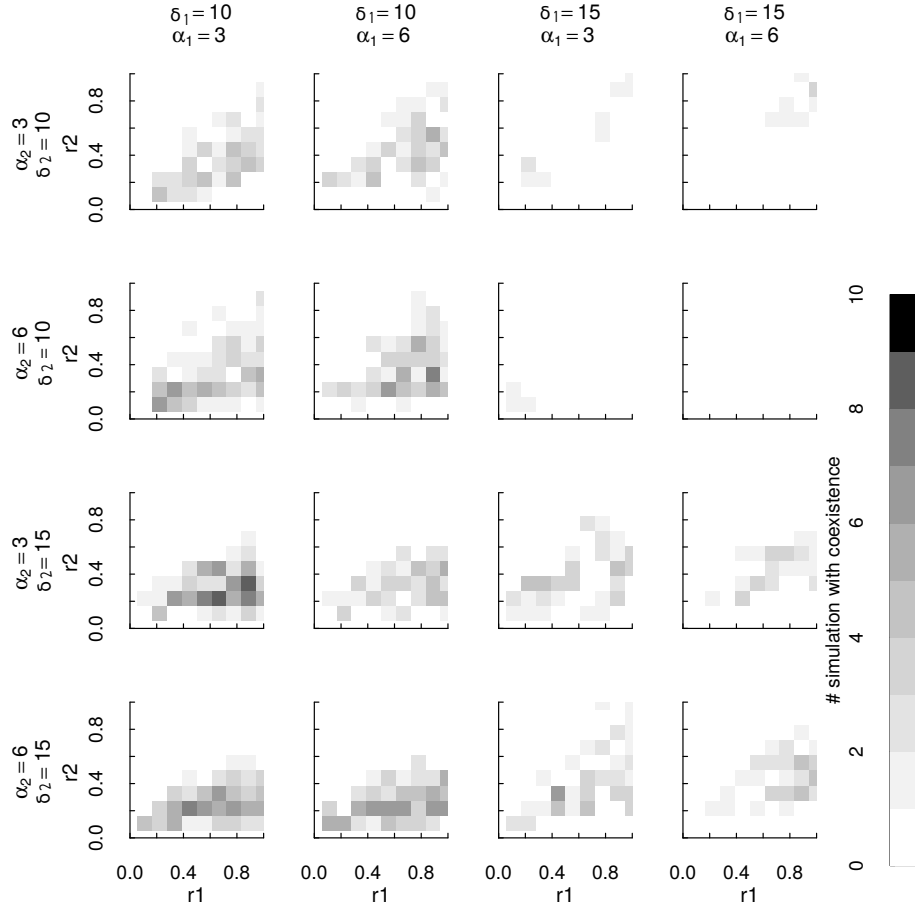 δ₁= 10 δ₁= 10 δ₁= 15 δ₁= 15
α₁= 3 α₁= 6 α₁= 3 α₁= 6
α₂= 3
δ₂= 10
r2
0.0 0.4 0.8
α₂= 6
δ₂= 10
r2
0.0 0.4 0.8
α₂= 3
δ₂= 15
r2
0.0 0.4 0.8
α₂= 6
δ₂= 15
r2
0.0 0.4 0.8
0.0 0.4 0.8 0.0 0.4 0.8 0.0 0.4 0.8 0.0 0.4 0.8
r1 r1 r1 r1
# simulation with coexistence
0 2 4 6 8 10